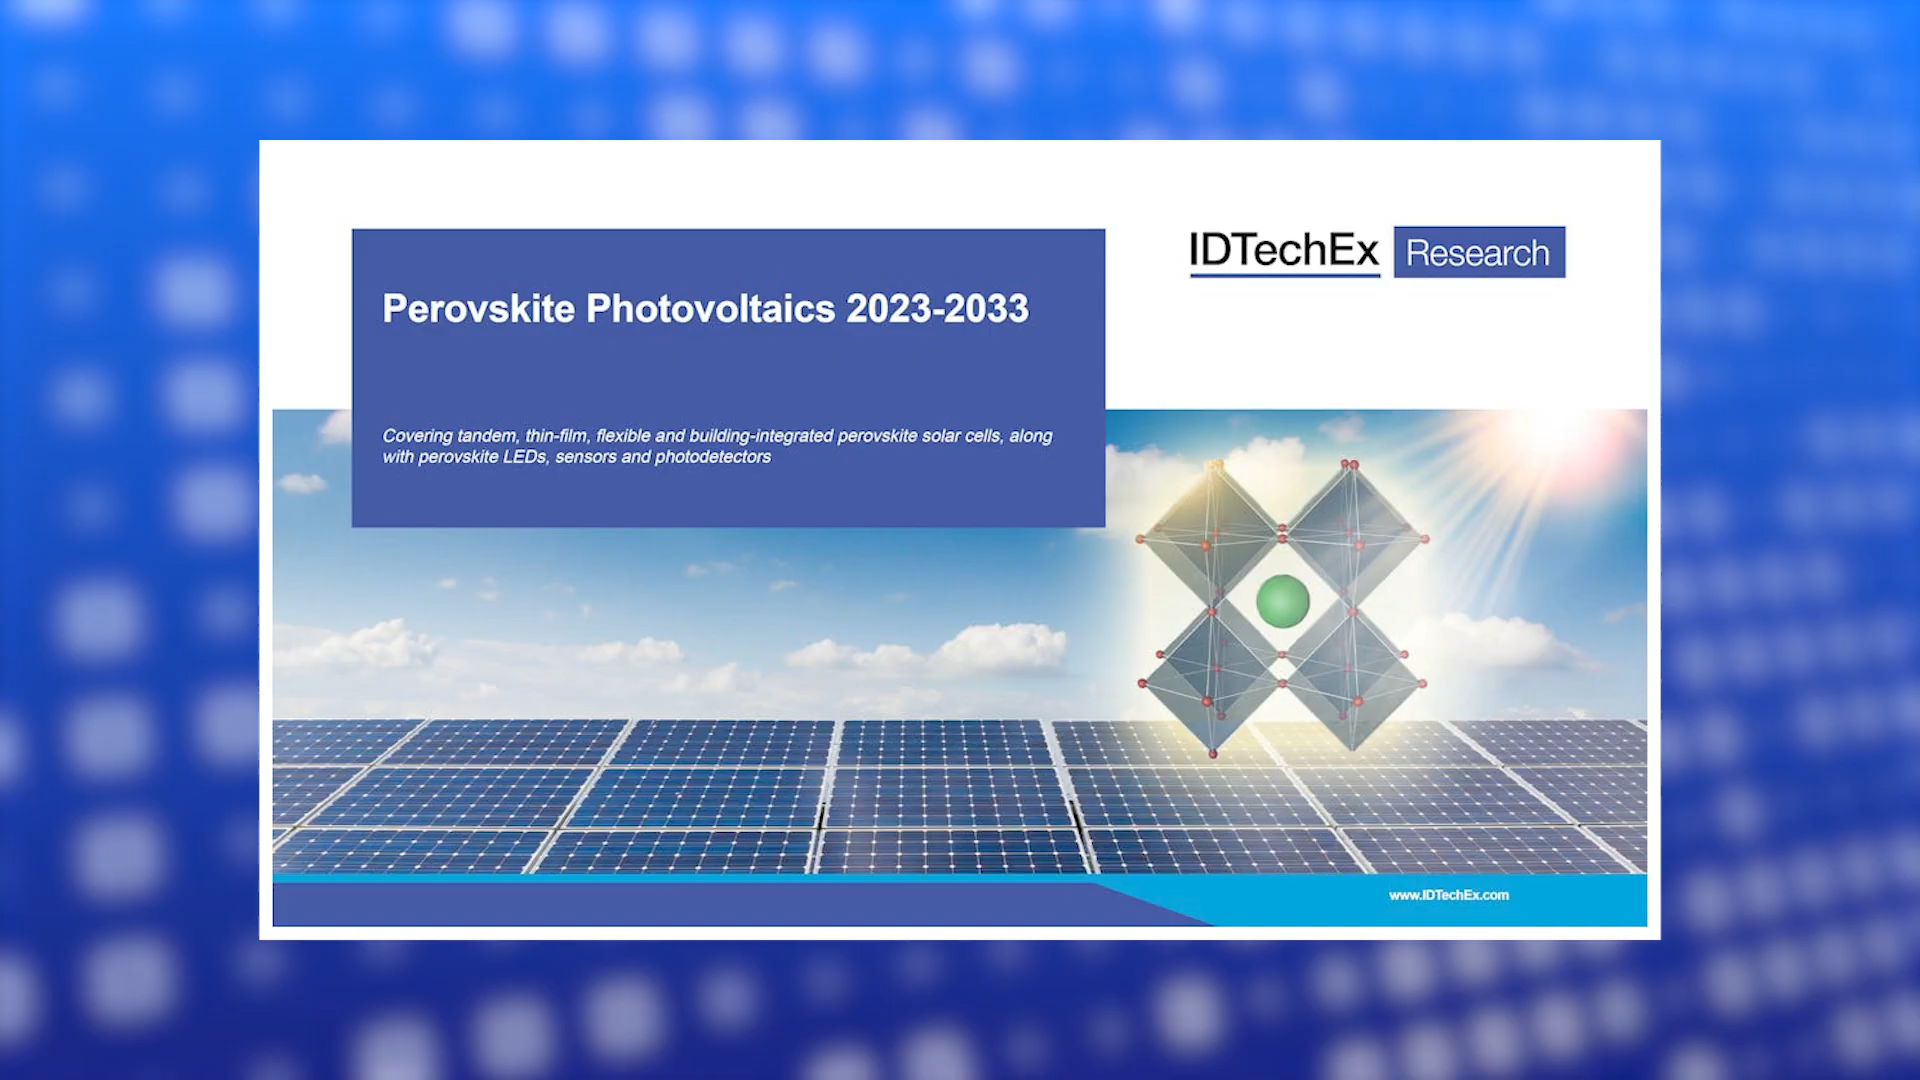 IDTechEx Research
Perovskite Photovoltaics 2023-2033
Covering tandem, thin-film, flexible and building-integrated perovskite solar cells, along
with perovskite LEDs, sensors and photodetectors
www.IDTechEx.com